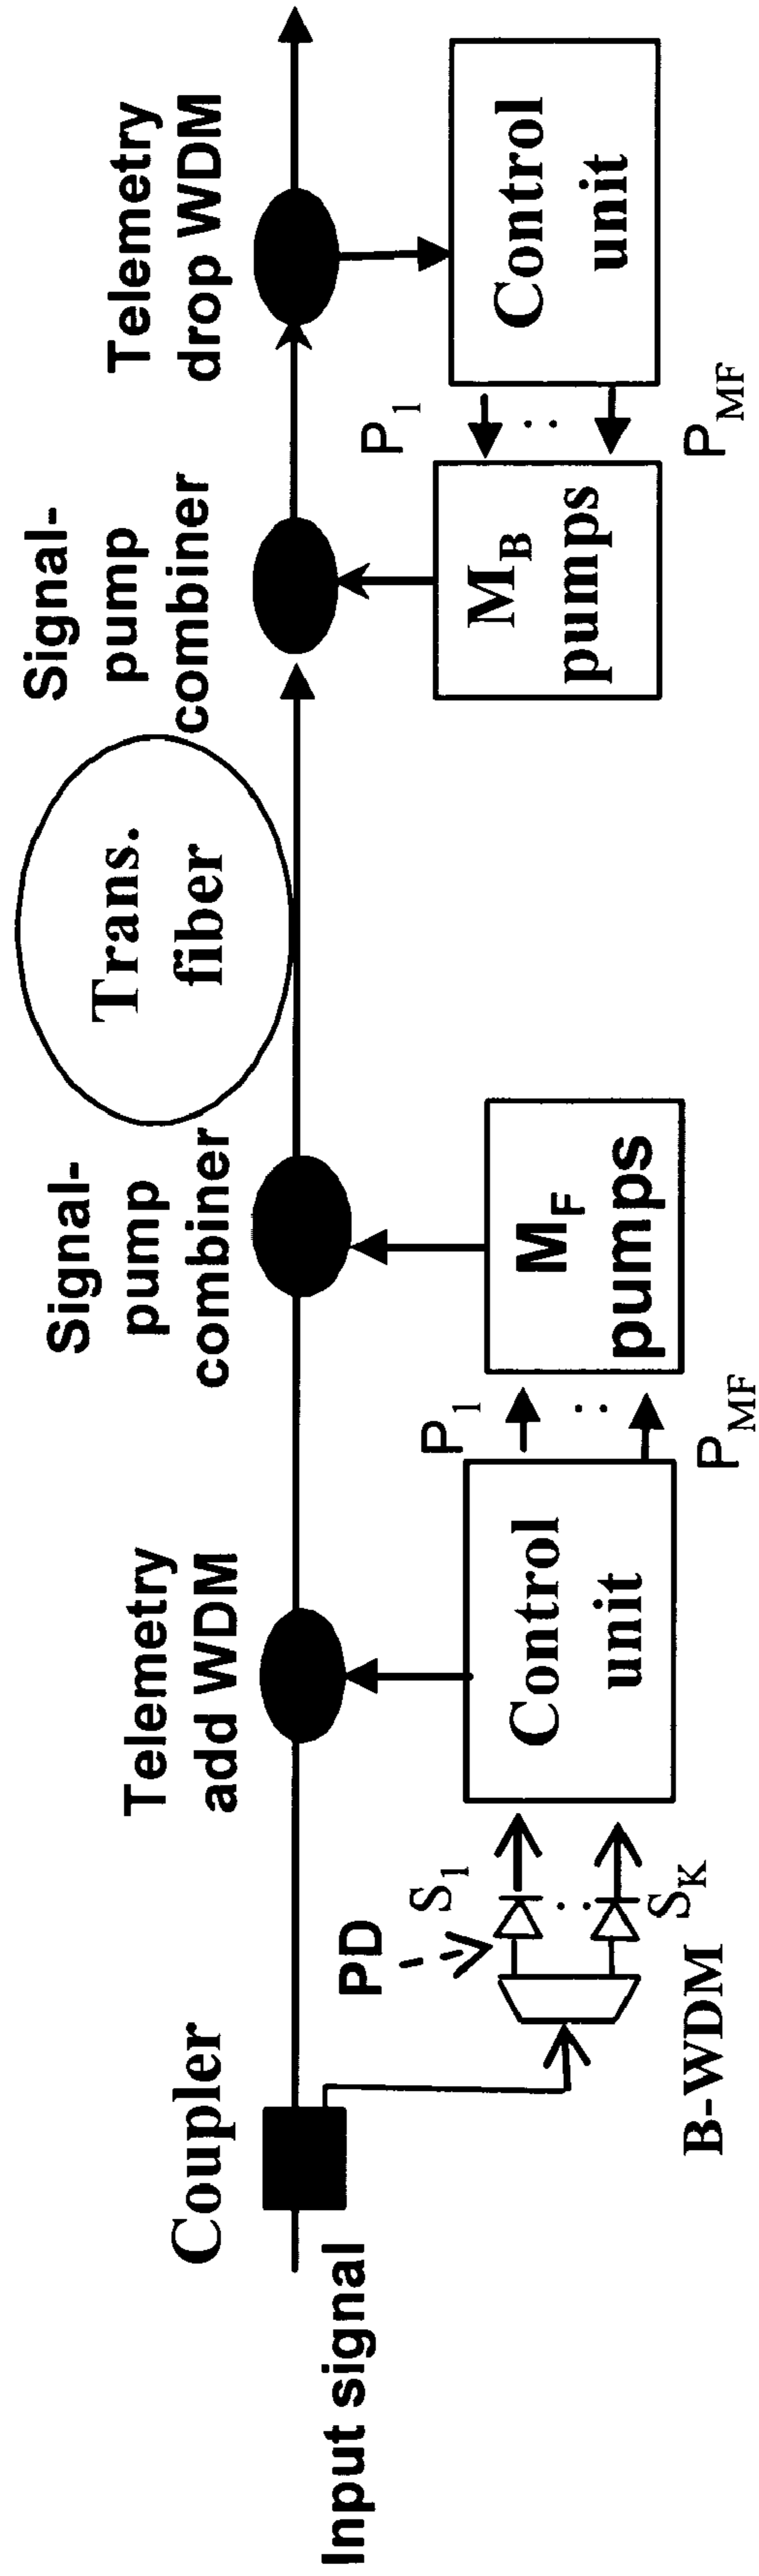 Input signal
Coupler
B-WDM
PD
S1
:
SK
Telemetry
add WDM
Control
unit
P1
:
PMF
Signal-
pump
combiner
MF
pumps
Trans.
fiber
Signal-
pump
combiner
MB
pumps
P1
:
PMF
Telemetry
drop WDM
Control
unit